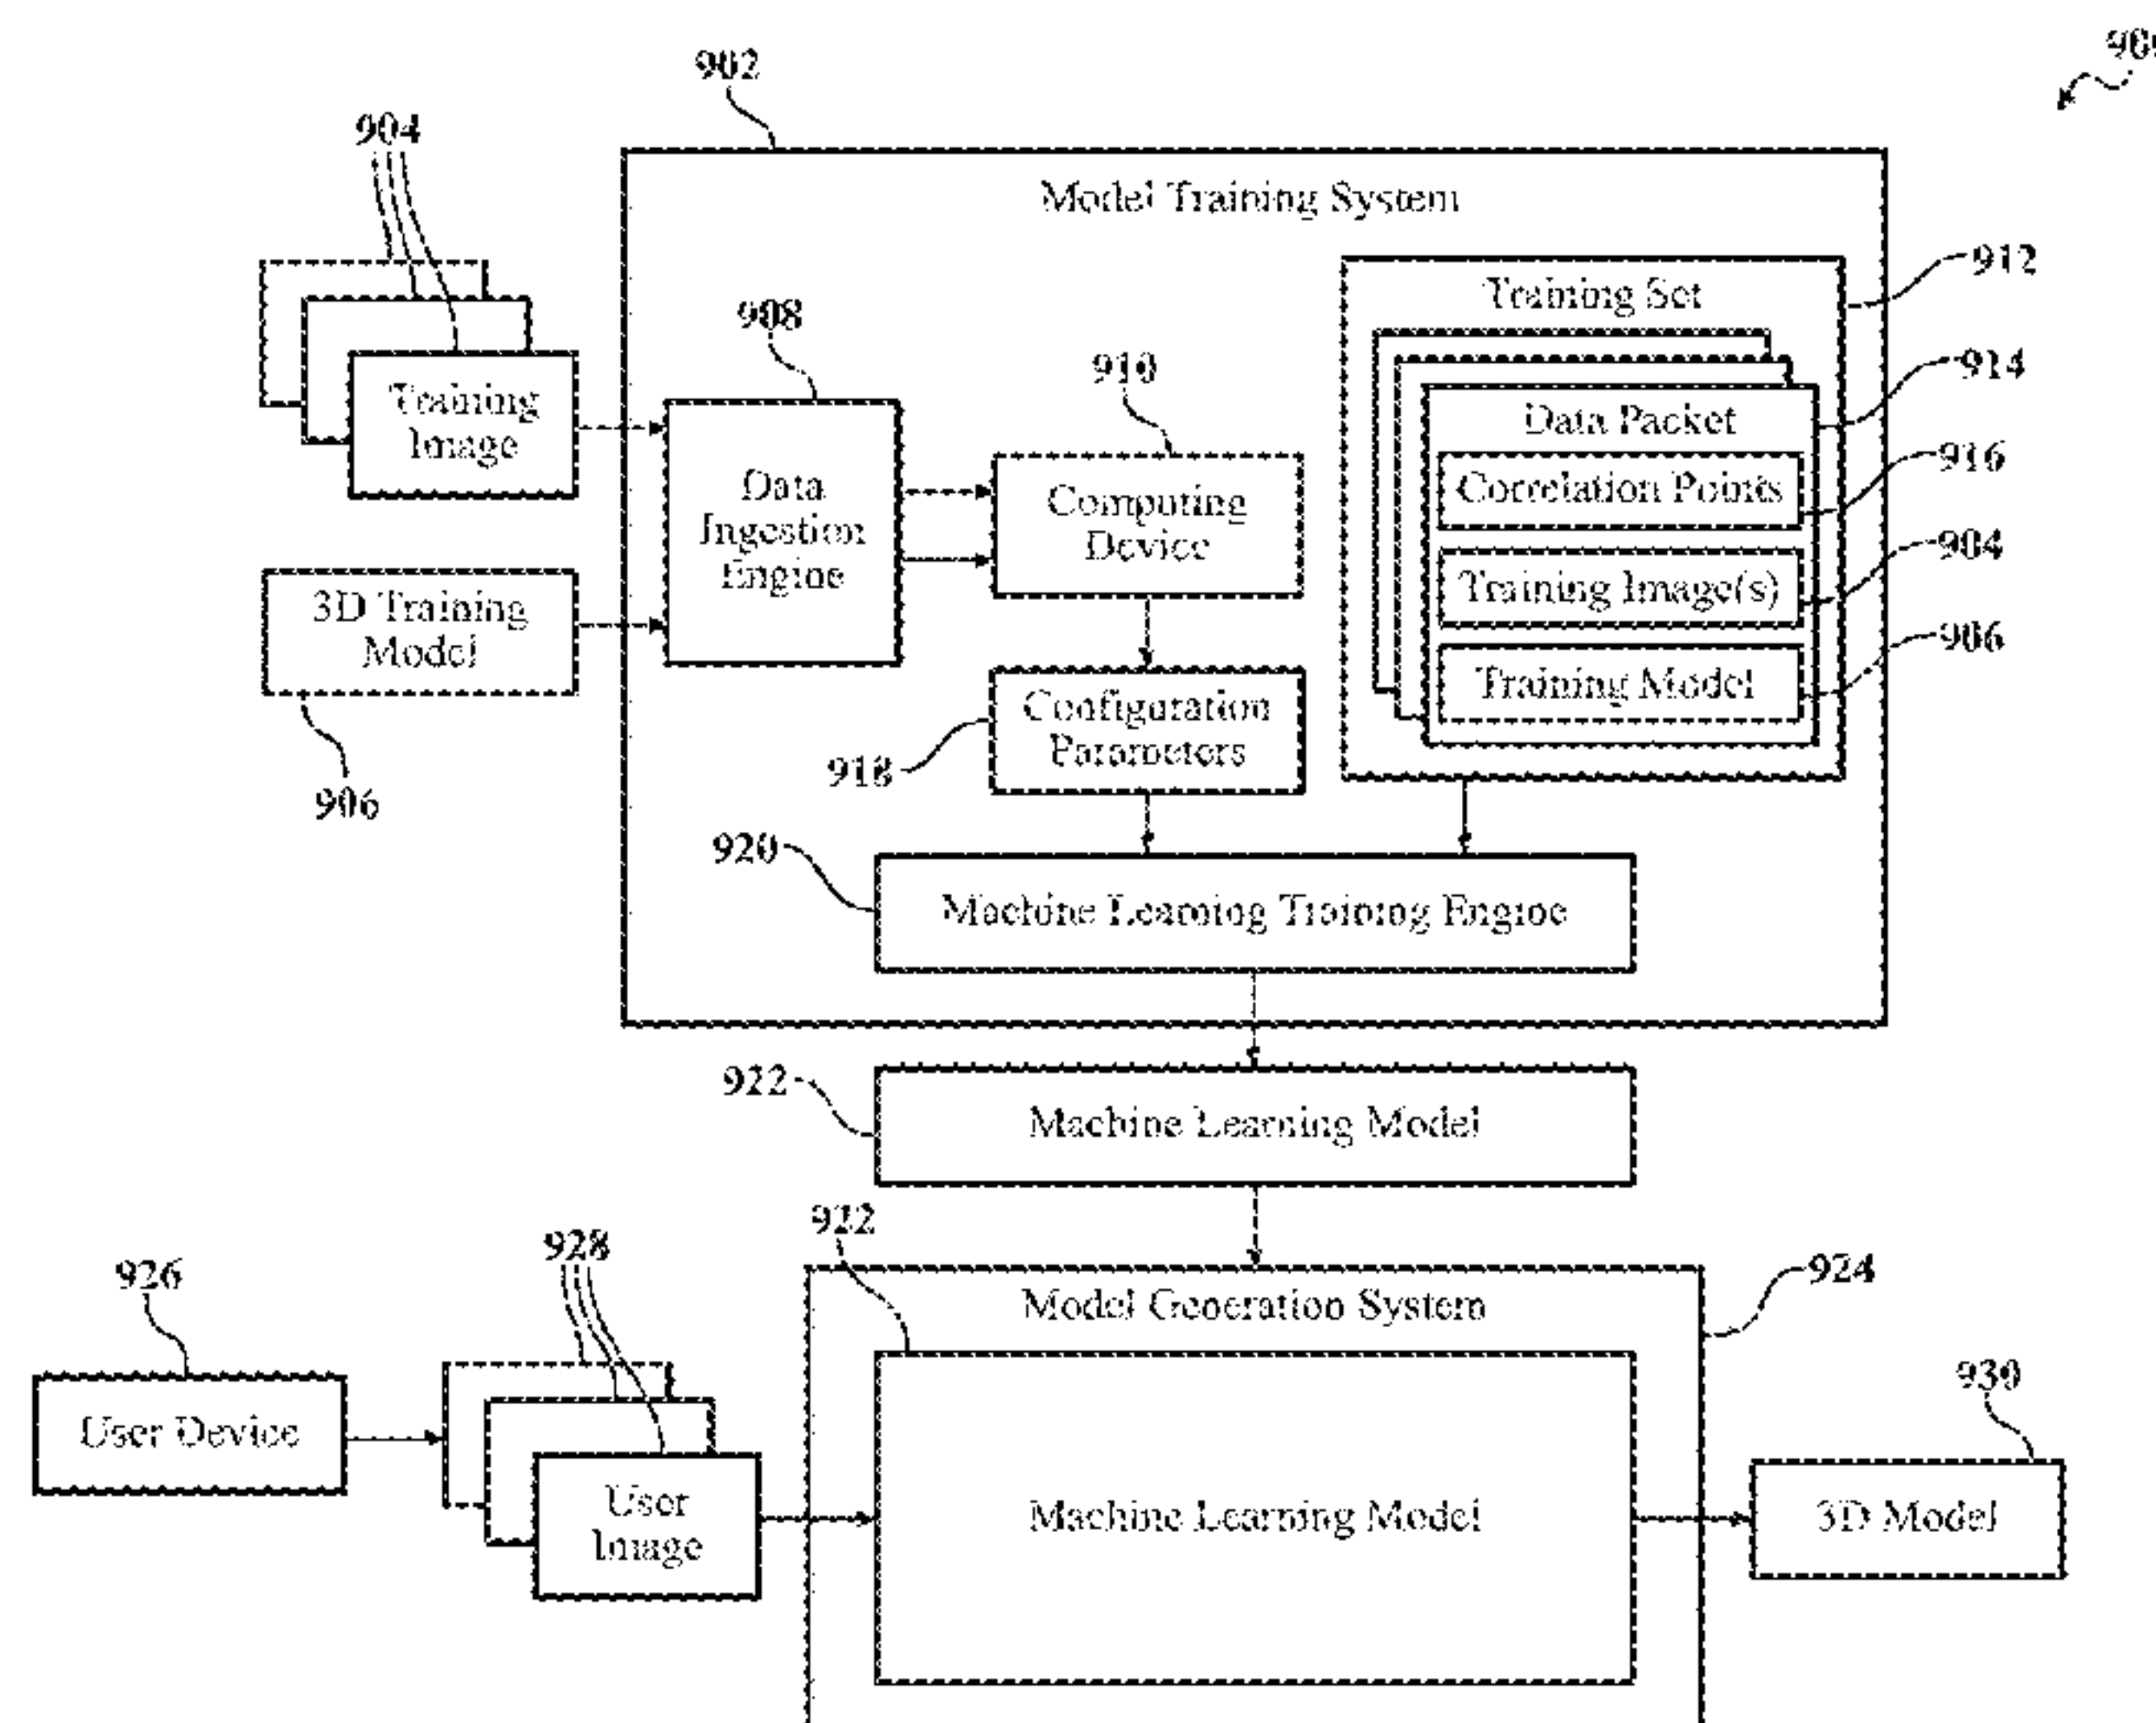 902
904
Model Training System
912
Training Set
908
910
914
Training
Image
Data Packet
916
Data
Ingestion
Engine
Computing
Device
Correlation Points
904
Training Image(s)
3D Training
Model
906
Training Model
Configuration
Parameters
918
906
920
Machine Learning Training Engine
922
Machine Learning Model
922
928
926
924
Model Generation System
930
User Device
User
Image
Machine Learning Model
3D Model